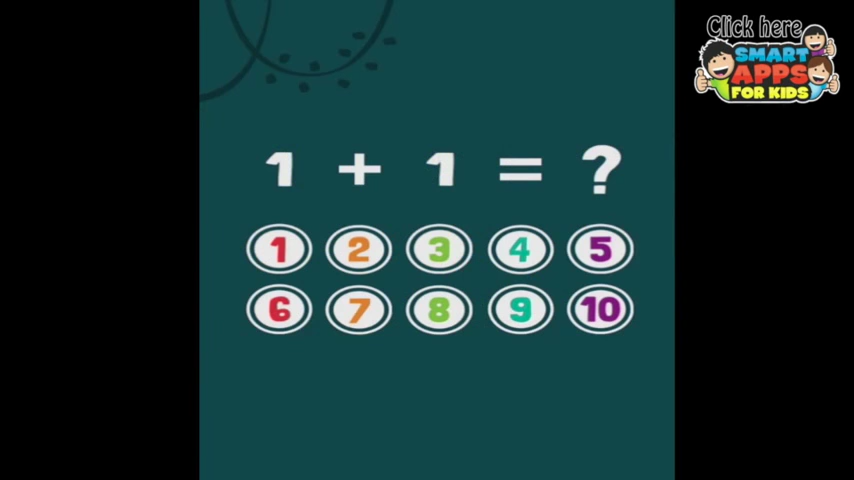 Click here
SMART
APPS
FOR KIDS
1 + 1 = ?
1 2 3 4 5
6 7 8 9 10